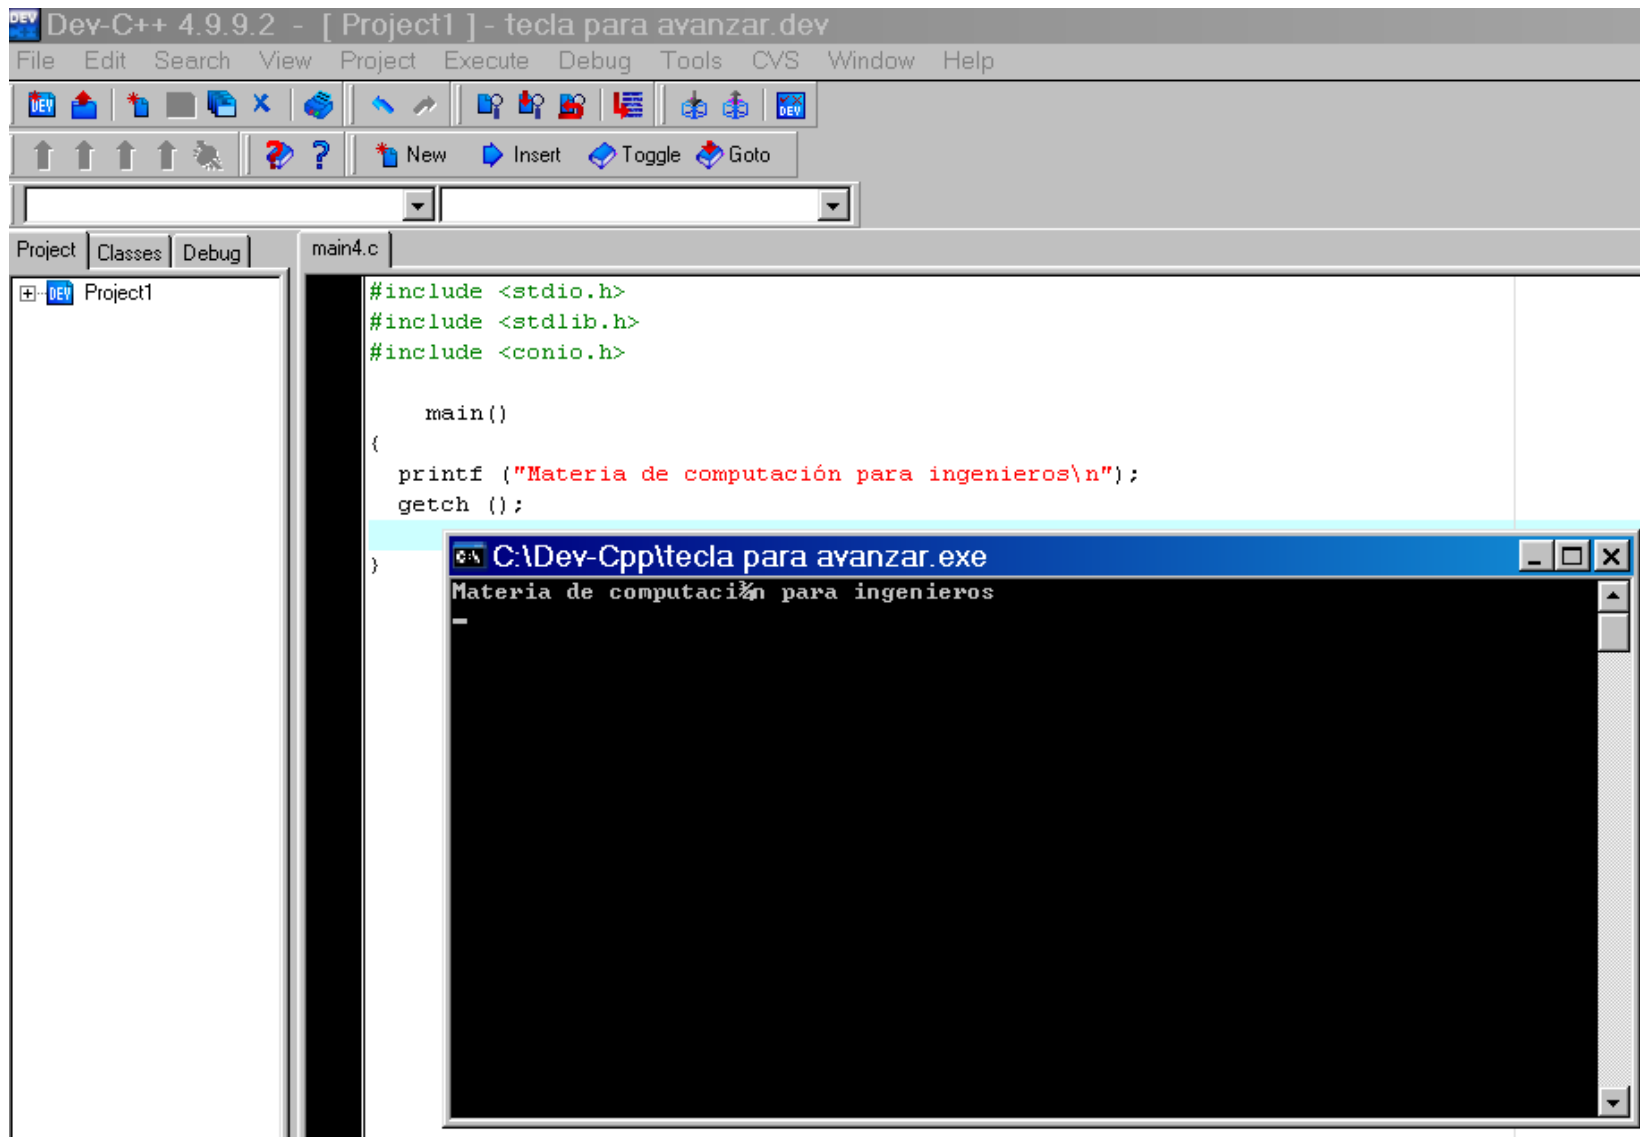 Dev-C++ 4.9.9.2 - [ Project1 ] - tecla para avanzar.dev
File Edit Search View Project Execute Debug Tools CVS Window Help
New Insert Toggle Goto
Project Classes Debug main4.c
Project1
#include <stdio.h>
#include <stdlib.h>
#include <conio.h>
main()
{
printf ("Materia de computación para ingenieros\n");
getch ();
}
C:\Dev-Cpp\tecla para avanzar.exe
Materia de computaci¾n para ingenieros